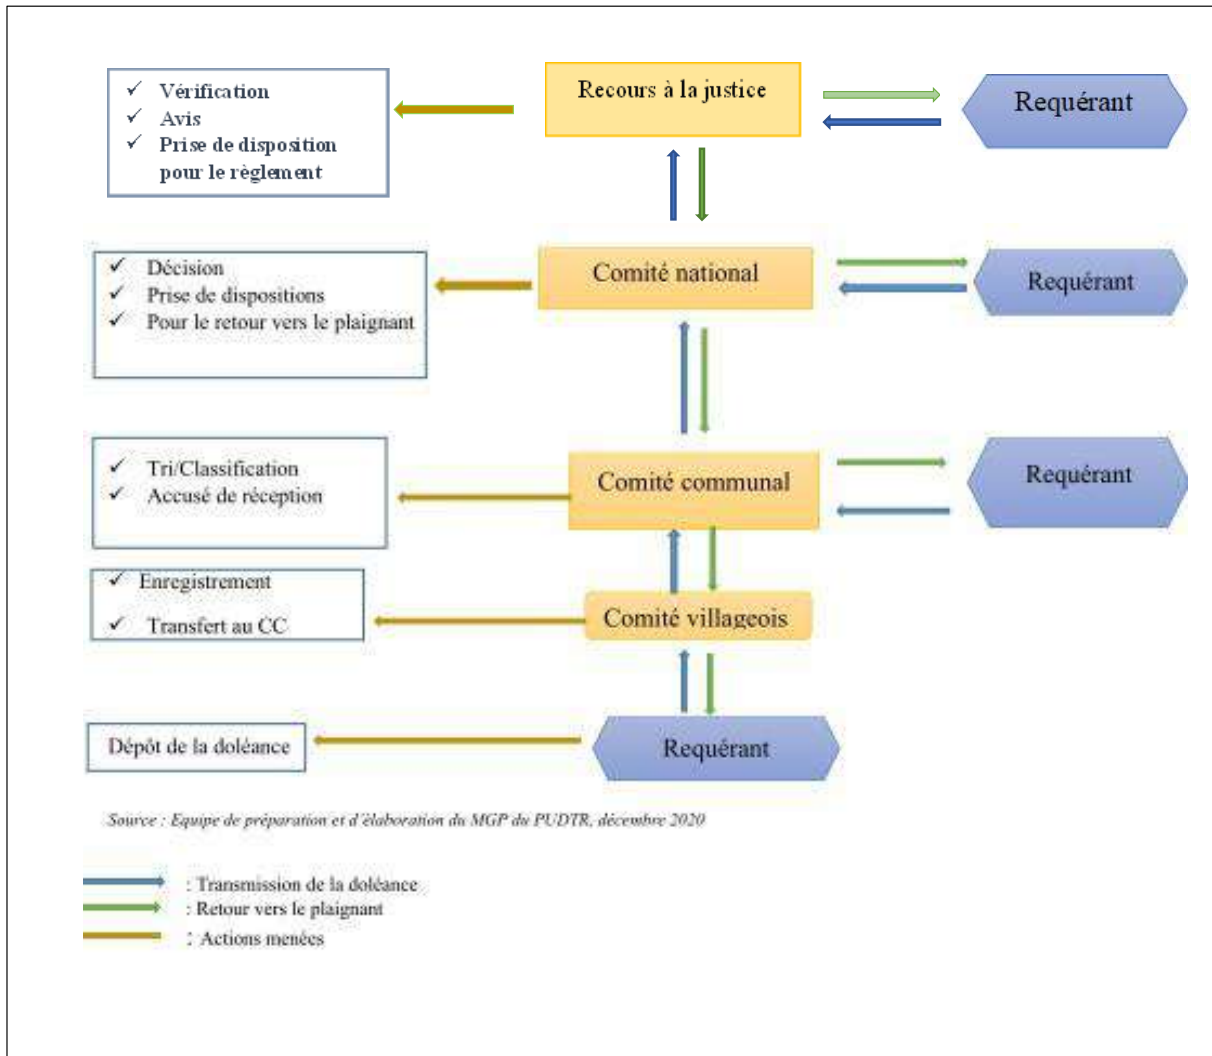 ✓ Vérification
✓ Avis
✓ Prise de disposition
pour le règlement
Recours à la justice
Requérant
✓ Décision
✓ Prise de dispositions
✓ Pour le retour vers le plaignant
Comité national
Requérant
✓ Tri/Classification
✓ Accusé de réception
Comité communal
Requérant
✓ Enregistrement
✓ Transfert au CC
Comité villageois
Dépôt de la doléance
Requérant
Source : Equipe de préparation et d'élaboration du MGP du PUDTR, décembre 2020
: Transmission de la doléance
: Retour vers le plaignant
: Actions menées